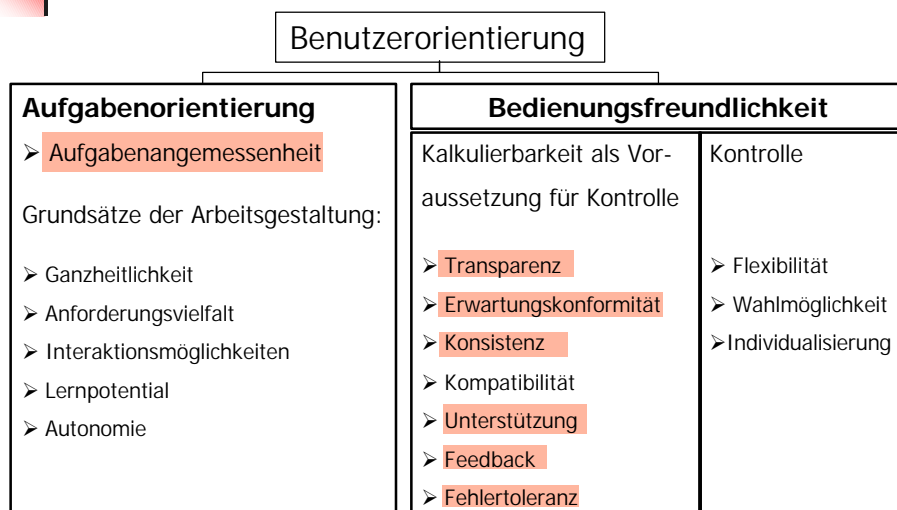 Benutzerorientierung
Aufgabenorientierung
➢ Aufgabenangemessenheit
Grundsätze der Arbeitsgestaltung:
➢ Ganzheitlichkeit
➢ Anforderungsvielfalt
➢ Interaktionsmöglichkeiten
➢ Lernpotential
➢ Autonomie
Bedienungsfreundlichkeit
Kalkulierbarkeit als Vor-
aussetzung für Kontrolle
➢ Transparenz
➢ Erwartungskonformität
➢ Konsistenz
➢ Kompatibilität
➢ Unterstützung
➢ Feedback
➢ Fehlertoleranz
Kontrolle
➢ Flexibilität
➢ Wahlmöglichkeit
➢Individualisierung